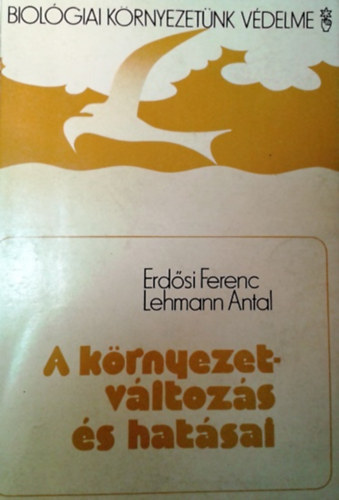 BIOLÓGIAI KÖRNYEZETÜNK VÉDELME
Erdősi Ferenc
Lehmann Antal
A környezet-
változás
és hatásai